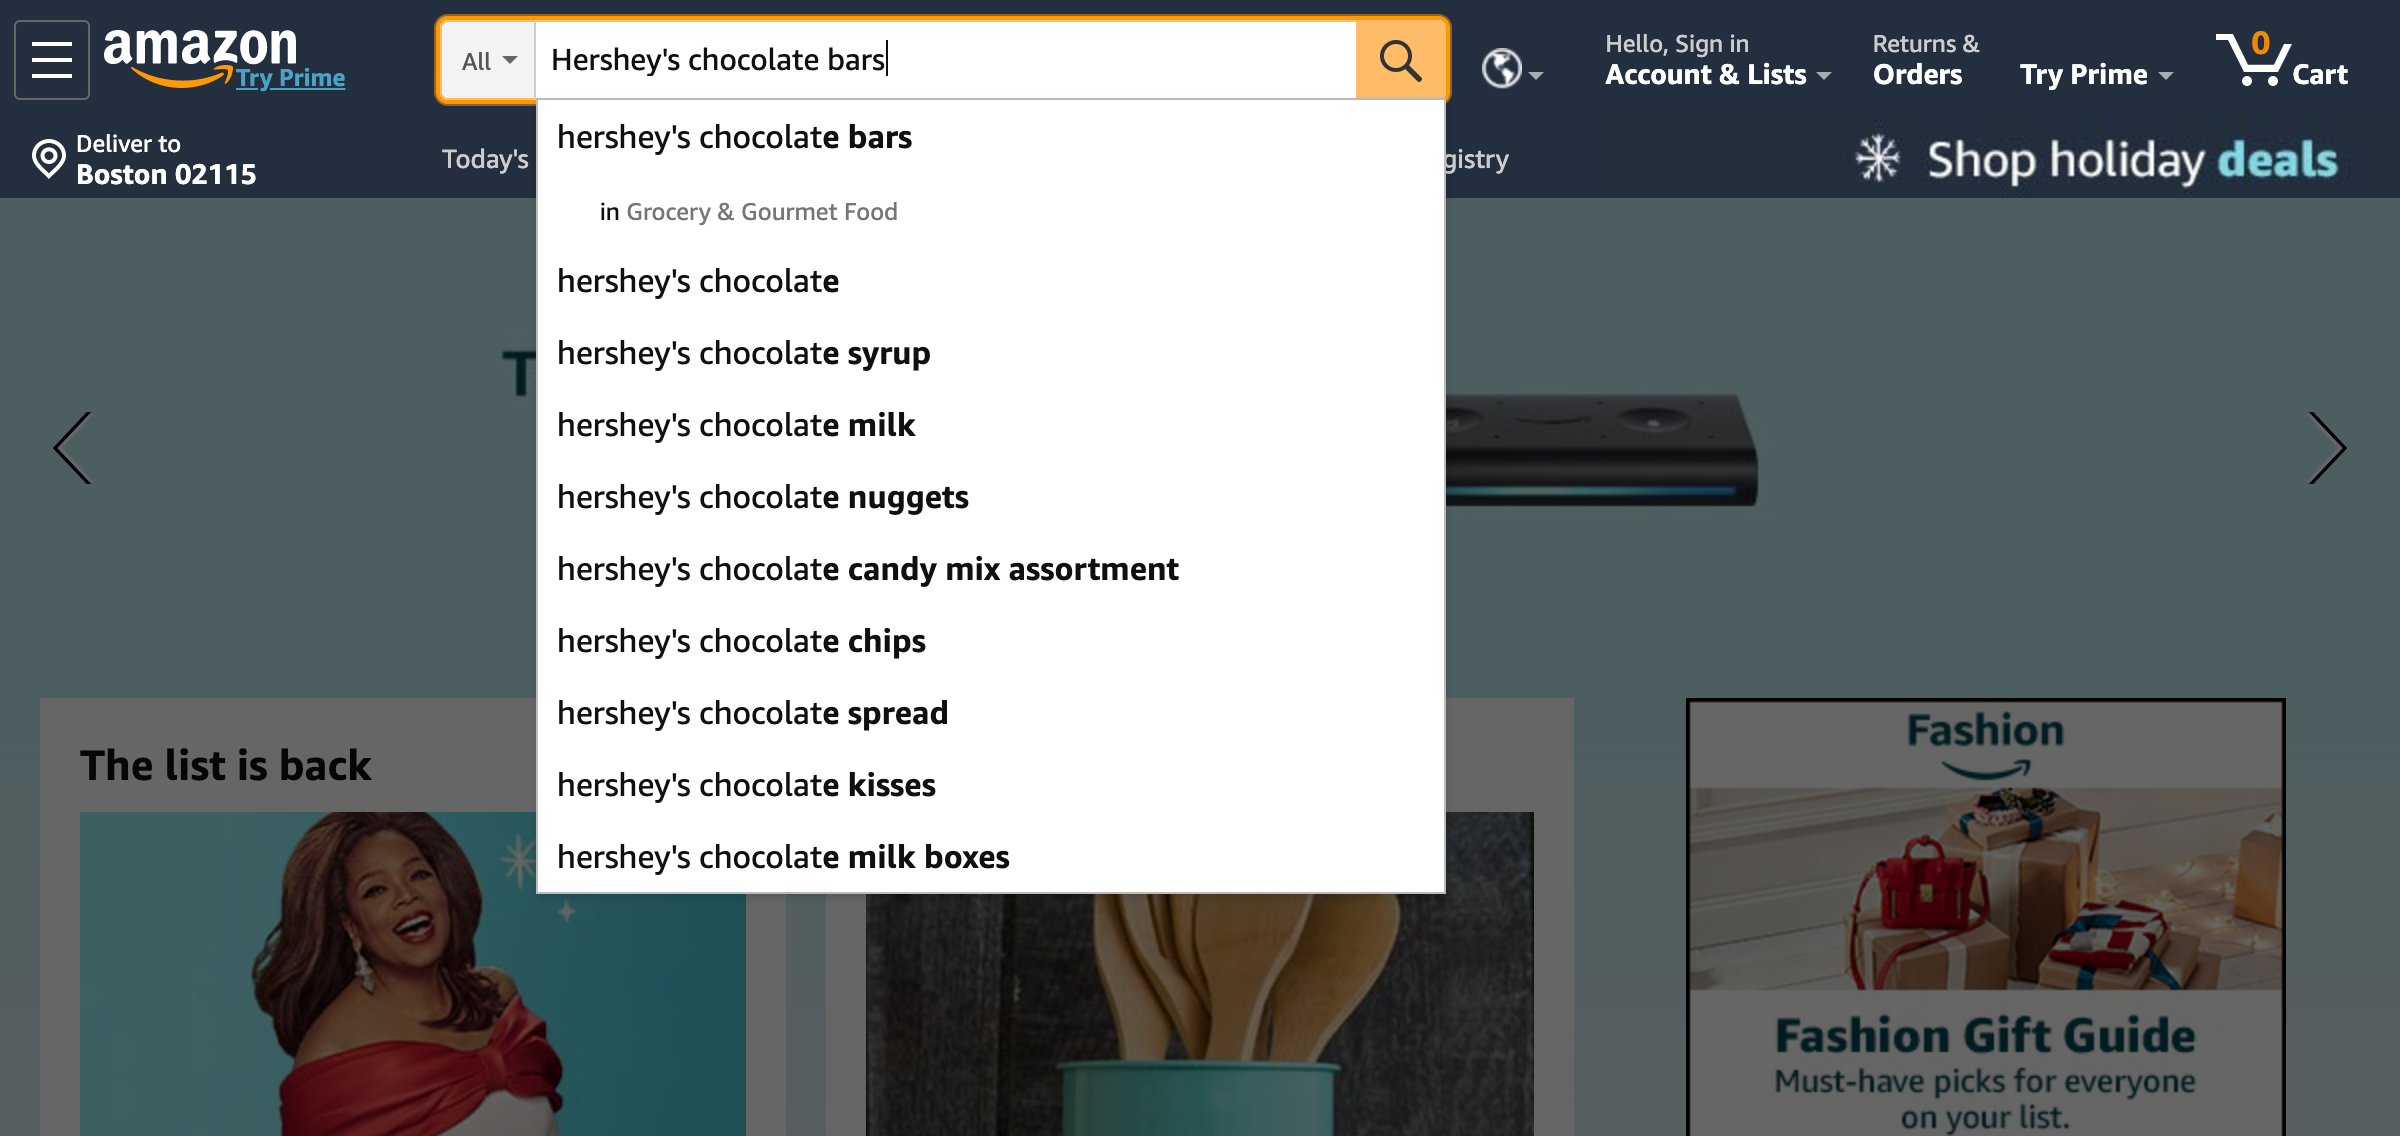 amazon
Try Prime
All
Hershey's chocolate bars
Hello, Sign in
Account & Lists
Returns &
Orders
Try Prime
0
Cart
Deliver to
Boston 02115
Today's
gistry
Shop holiday deals
hershey's chocolate bars
in Grocery & Gourmet Food
hershey's chocolate
hershey's chocolate syrup
hershey's chocolate milk
hershey's chocolate nuggets
hershey's chocolate candy mix assortment
hershey's chocolate chips
hershey's chocolate spread
hershey's chocolate kisses
hershey's chocolate milk boxes
T
The list is back
Fashion
Fashion Gift Guide
Must-have picks for everyone
on your list.